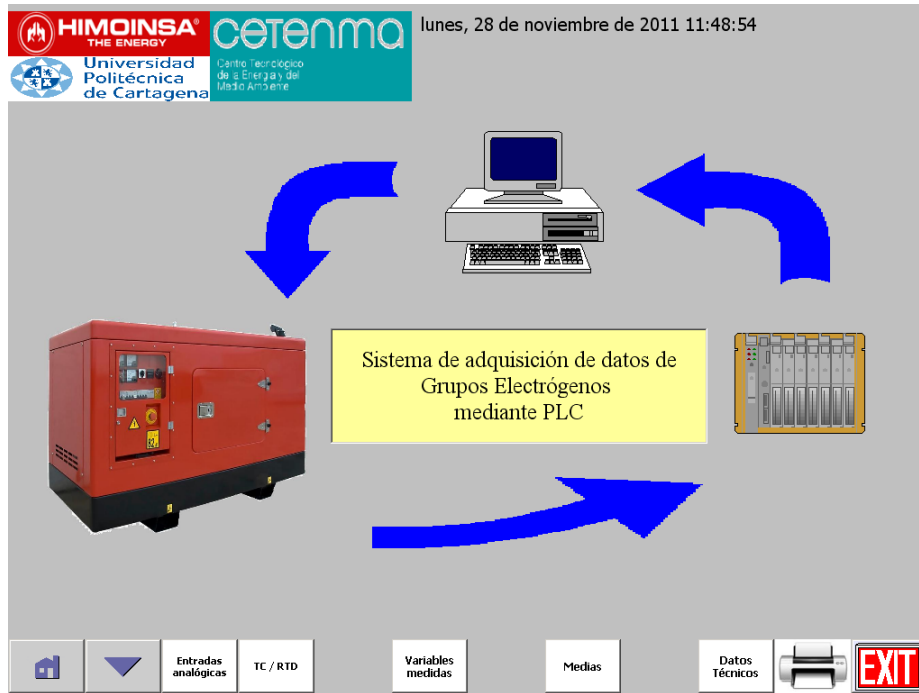 HIMOINSA®
THE ENERGY
cetenma
Centro Tecnológico
de la Energía y del
Medio Ambiente
Universidad
Politécnica
de Cartagena
lunes, 28 de noviembre de 2011 11:48:54
Sistema de adquisición de datos de
Grupos Electrógenos
mediante PLC
Entradas
analógicas
TC / RTD
Variables
medidas
Medias
Datos
Técnicos
EXIT